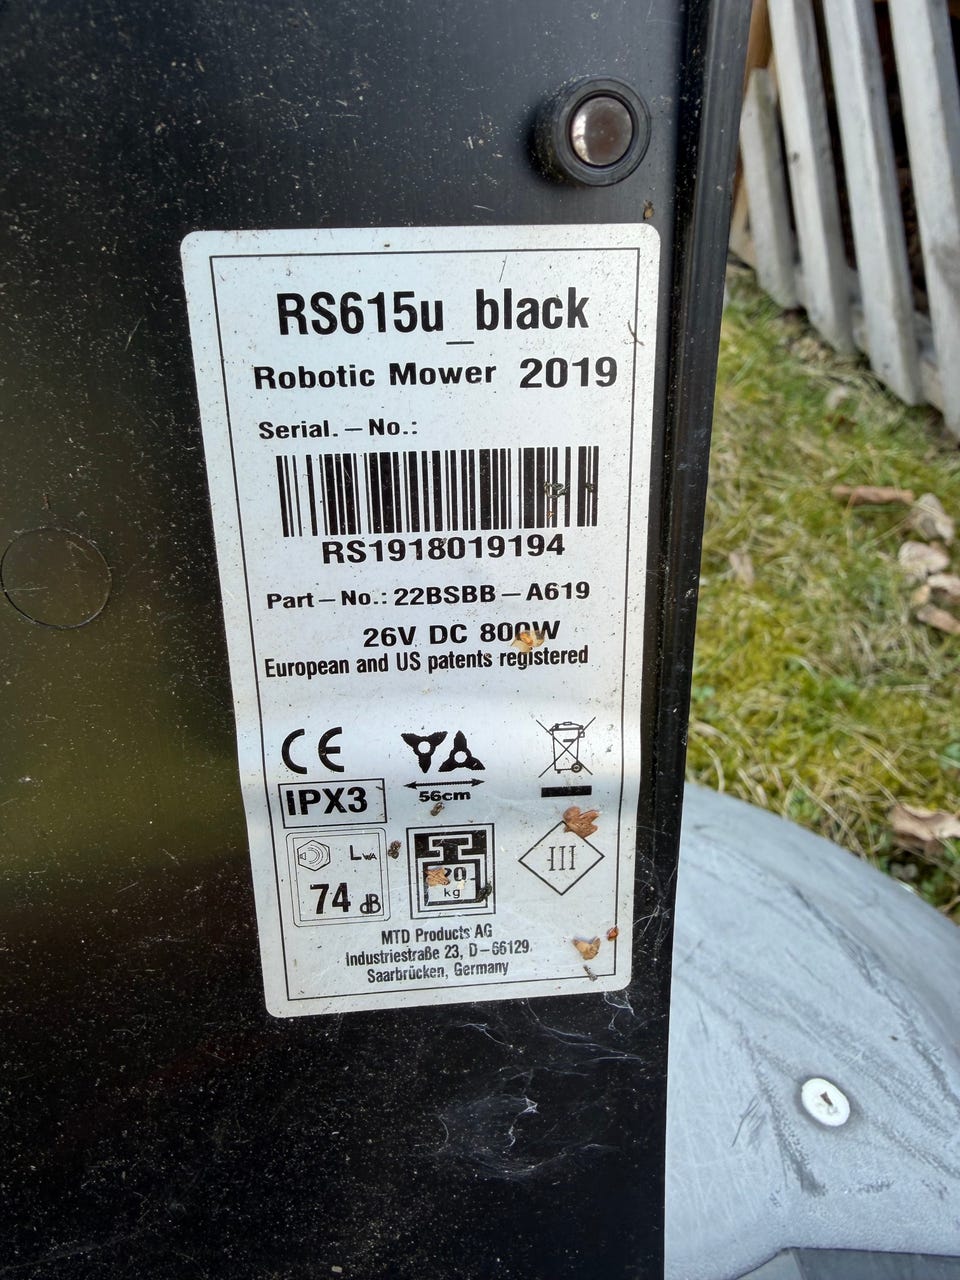 RS615u_black
Robotic Mower 2019
Serial.–No.:
RS1918019194
Part–No.: 22BSBB–A619
26V DC 800W
European and US patents registered
CE
56cm
IPX3
III
LWA
74 dB
kg
MTD Products AG
Industriestraße 23, D–66129
Saarbrücken, Germany